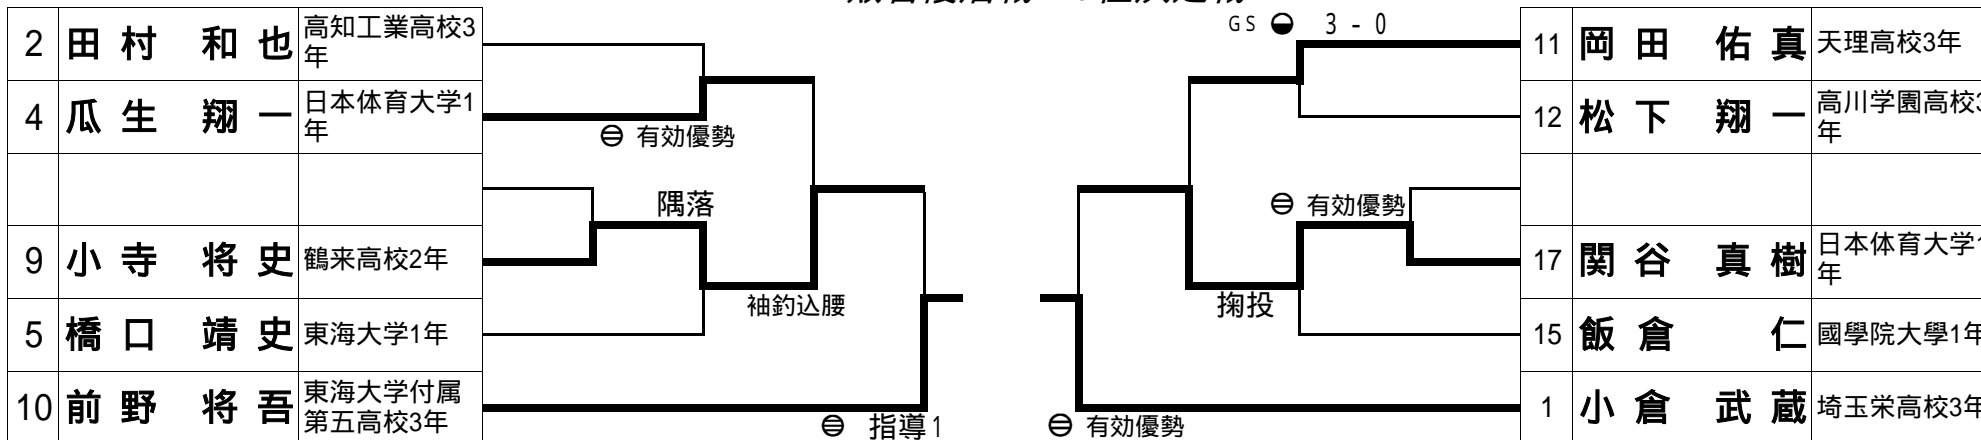 GS 3 - 0
2 田村 和也 高知工業高校3
年
4 瓜生 翔一 日本体育大学1
年
有効優勢
隅落
9 小寺 将史 鶴来高校2年
袖釣込腰
5 橋口 靖史 東海大学1年
10 前野 将吾 東海大学付属
第五高校3年
指導1
11 岡田 佑真 天理高校3年
12 松下 翔一 高川学園高校3
年
有効優勢
17 関谷 真樹 日本体育大学1
年
掬投
15 飯倉 仁 國學院大學1年
1 小倉 武蔵 埼玉栄高校3年
有効優勢